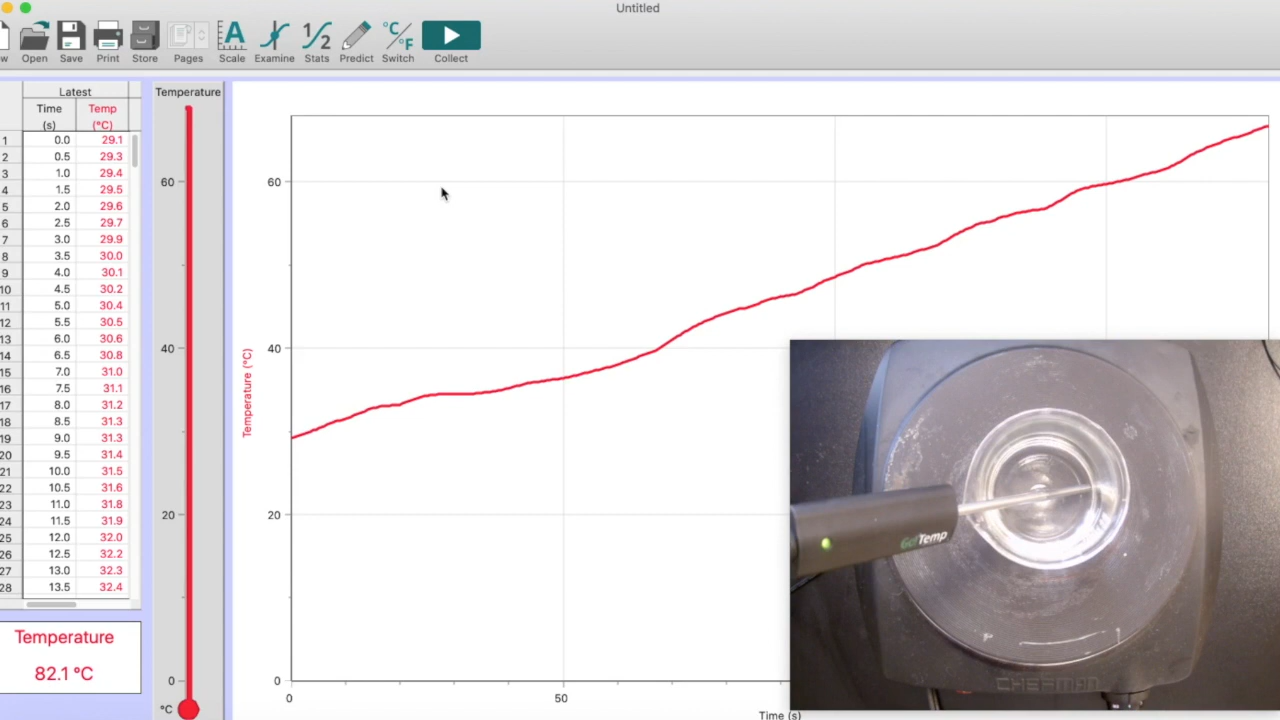 Untitled
w Open Save Print Store Pages Scale Examine Stats Predict Switch Collect
A 1/2 °C/°F
Latest
Time Temp
(s) (°C)
1 0.0 29.1
2 0.5 29.3
3 1.0 29.4
4 1.5 29.5
5 2.0 29.6
6 2.5 29.7
7 3.0 29.9
8 3.5 30.0
9 4.0 30.1
10 4.5 30.2
11 5.0 30.4
12 5.5 30.5
13 6.0 30.6
14 6.5 30.8
15 7.0 31.0
16 7.5 31.1
17 8.0 31.2
18 8.5 31.3
19 9.0 31.3
20 9.5 31.4
21 10.0 31.5
22 10.5 31.6
23 11.0 31.8
24 11.5 31.9
25 12.0 32.0
26 12.5 32.2
27 13.0 32.3
28 13.5 32.4
Temperature
82.1 °C
Temperature
60
40
20
0
°C
Temperature (°C)
60
40
20
0
0 50
Time (s)
Go!Temp
CHEFMAN